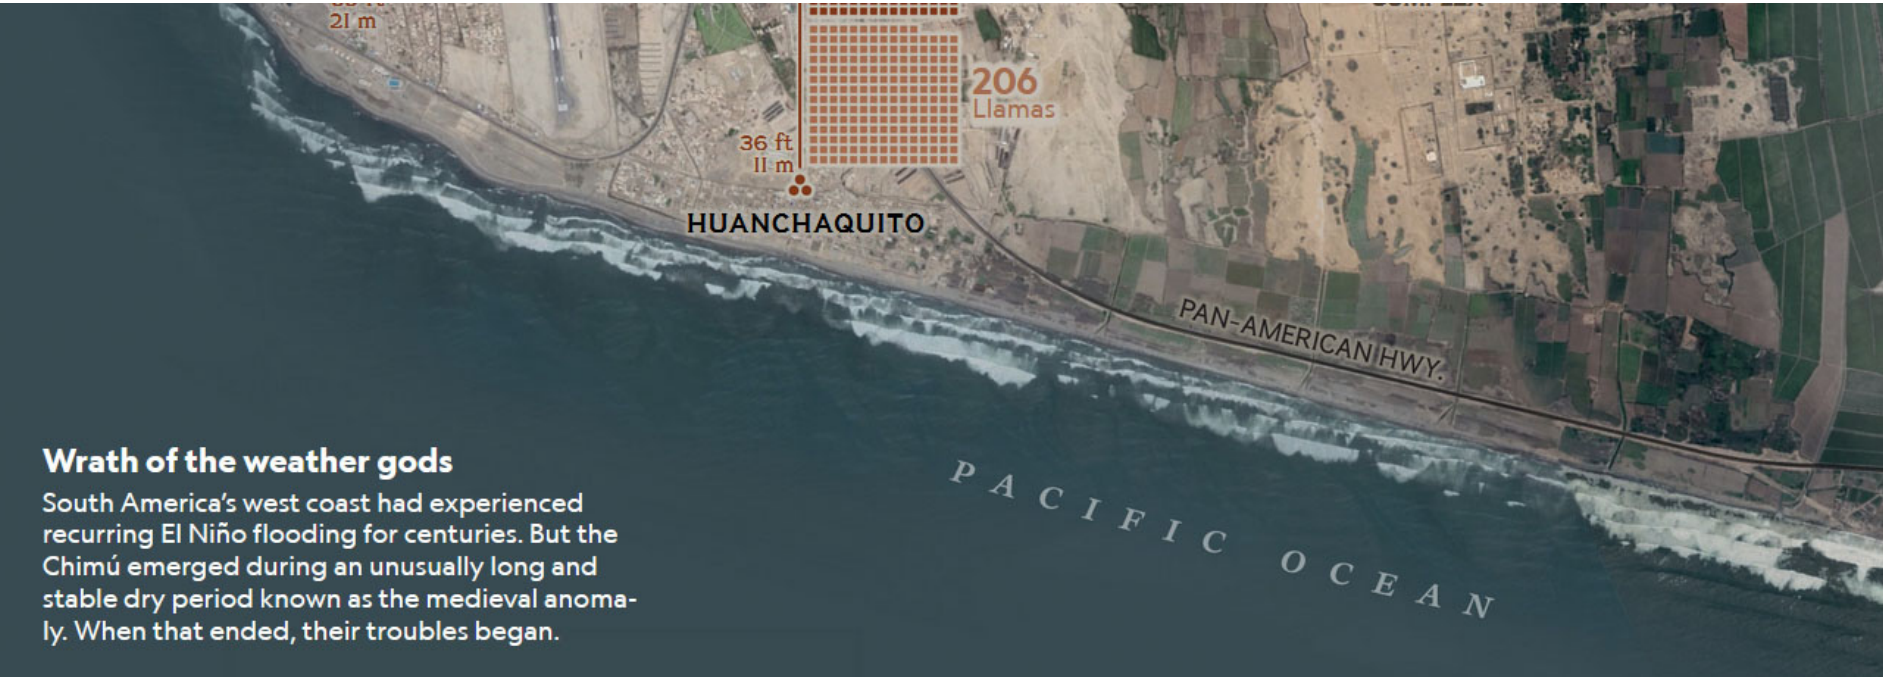 21 m
206
Llamas
36 ft
11 m
HUANCHAQUITO
PAN-AMERICAN HWY.
PACIFIC OCEAN
Wrath of the weather gods
South America’s west coast had experienced
recurring El Niño flooding for centuries. But the
Chimú emerged during an unusually long and
stable dry period known as the medieval anoma-
ly. When that ended, their troubles began.